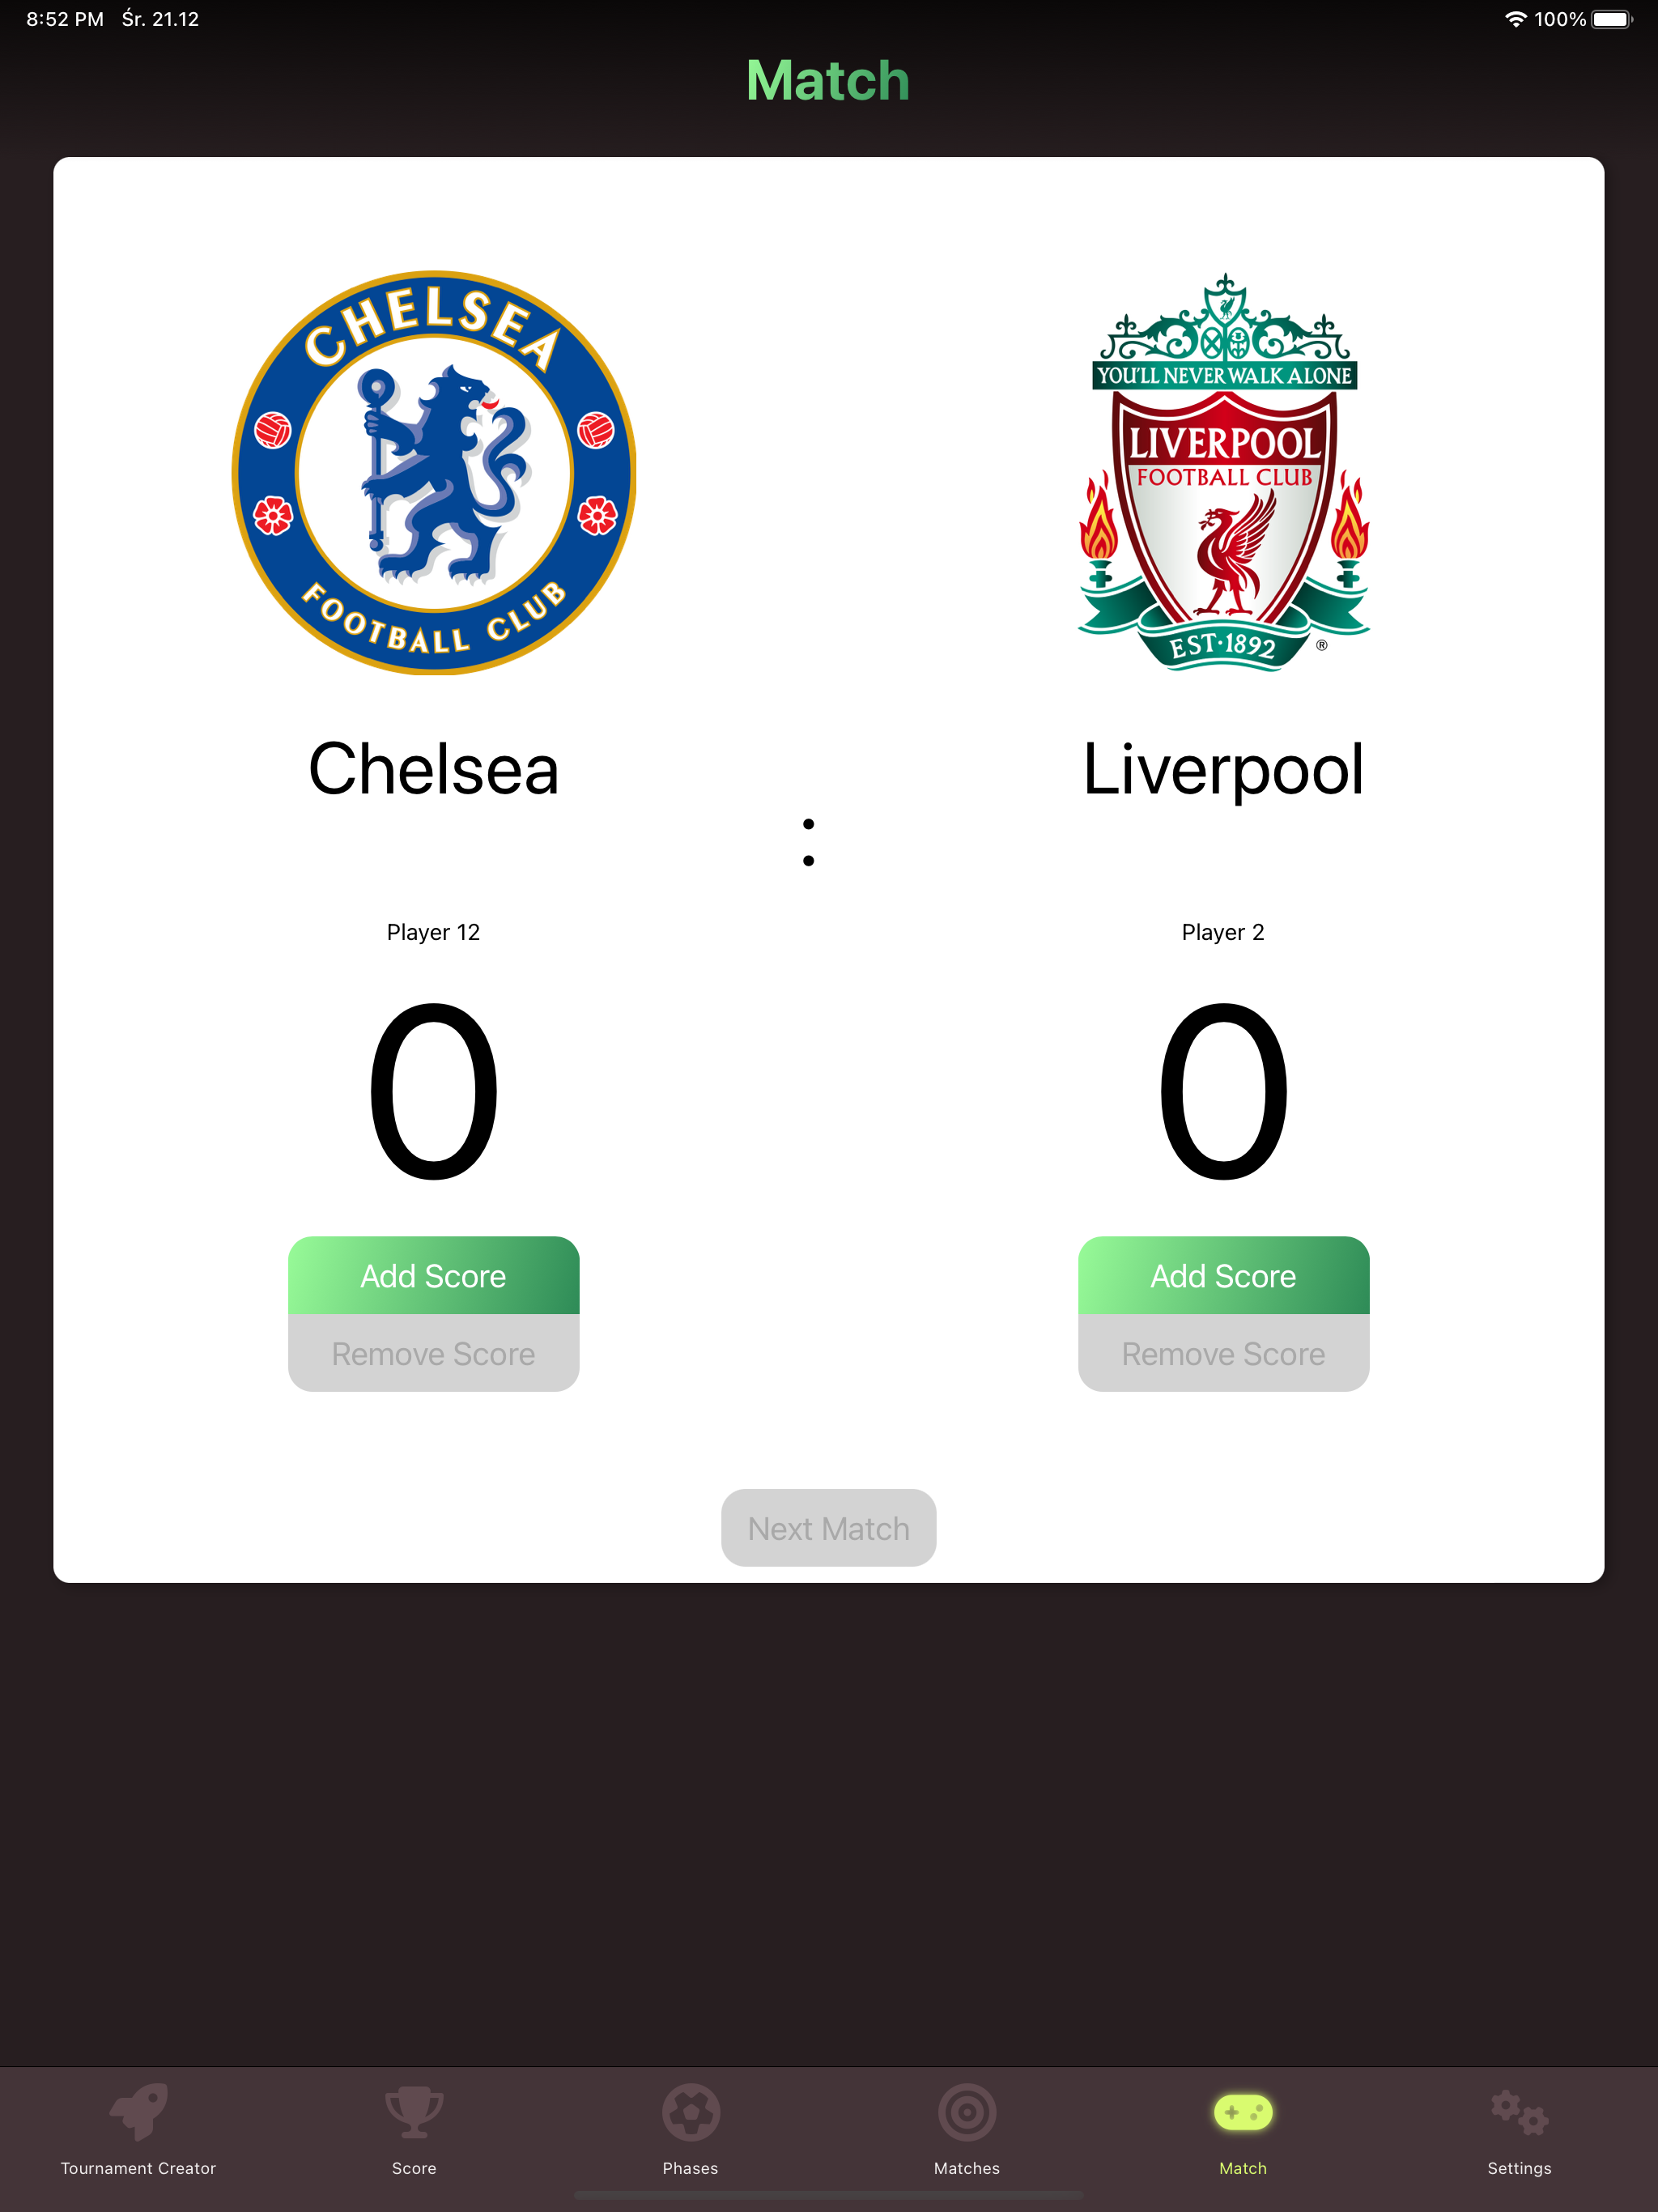 8:52 PM Śr. 21.12 100%
Match
CHELSEA
FOOTBALL CLUB
YOU'LL NEVER WALK ALONE
LIVERPOOL
FOOTBALL CLUB
EST·1892 ®
Chelsea Liverpool
:
Player 12 Player 2
0 0
Add Score Add Score
Remove Score Remove Score
Next Match
Tournament Creator Score Phases Matches Match Settings